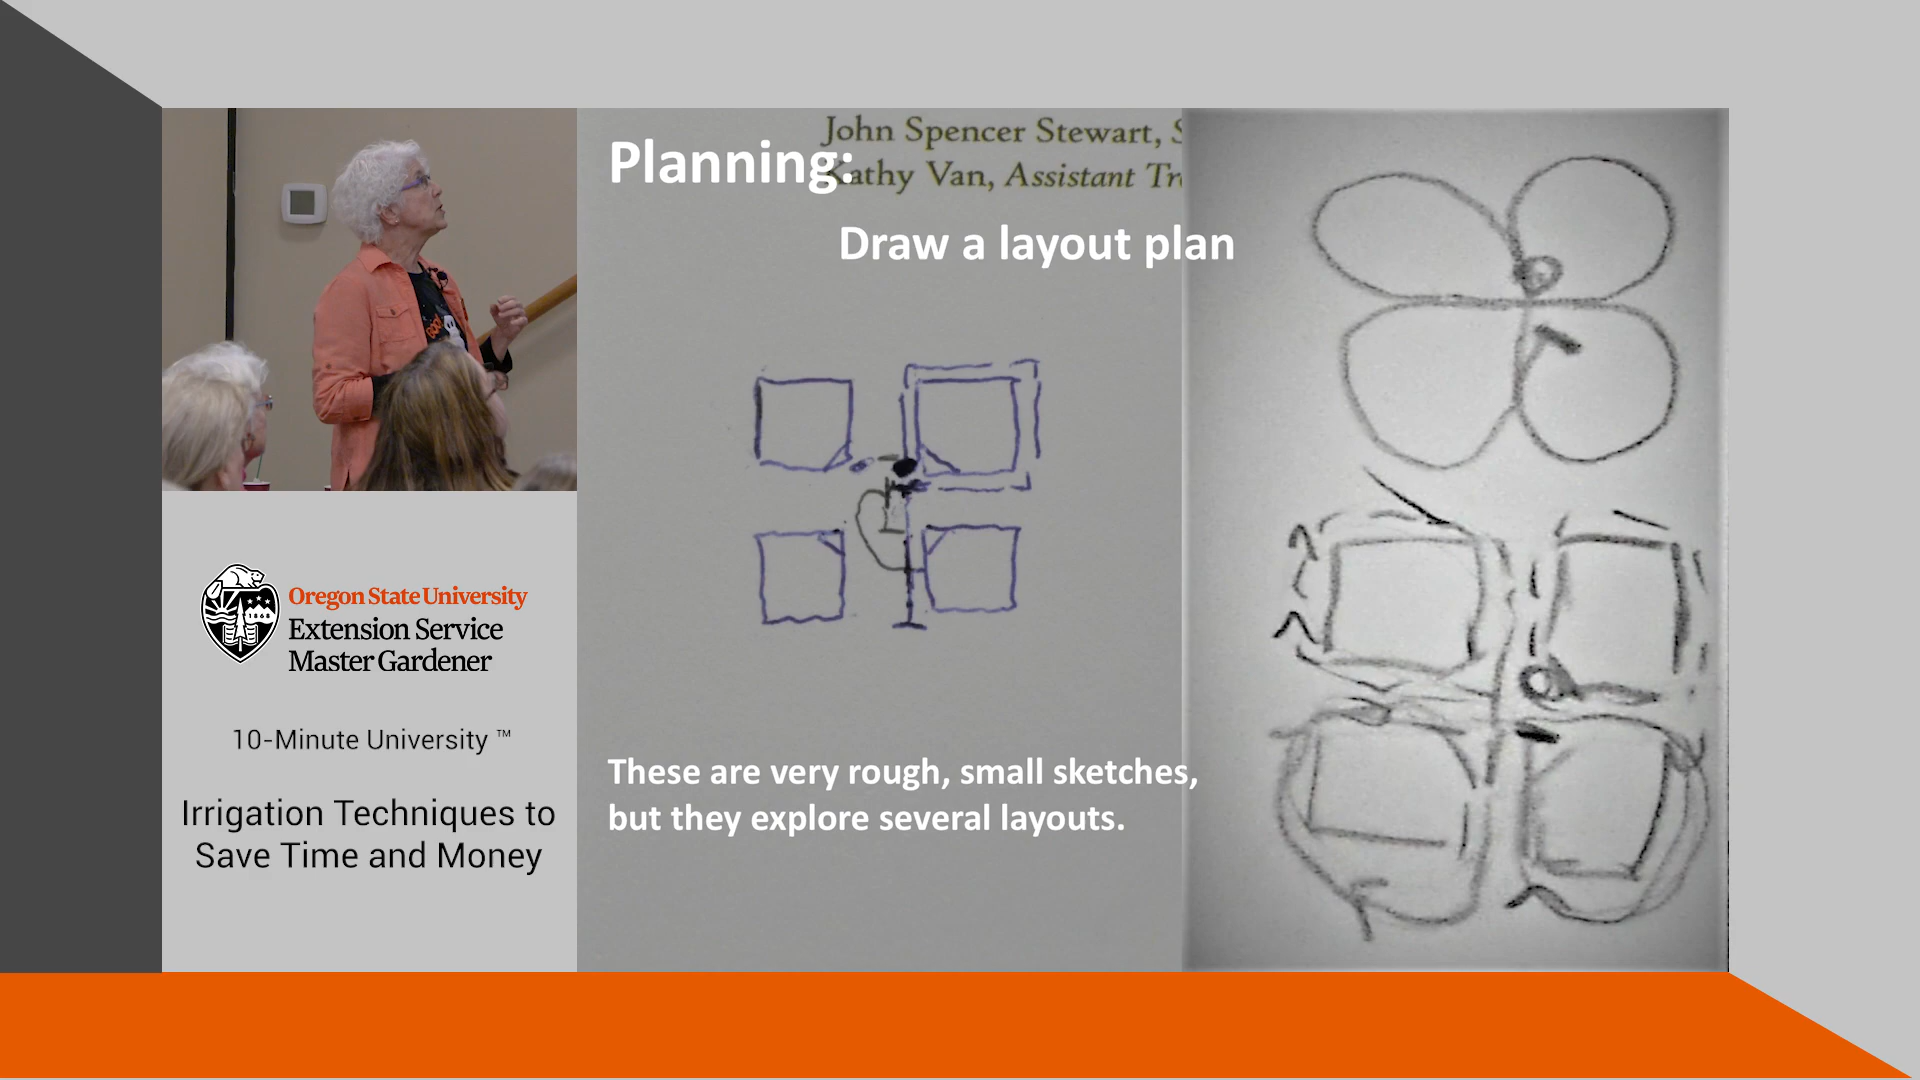 John Spencer Stewart, S
Planning:
Kathy Van, Assistant Tr
Draw a layout plan
These are very rough, small sketches,
but they explore several layouts.
Oregon State University
Extension Service
Master Gardener
10-Minute University ™
Irrigation Techniques to
Save Time and Money